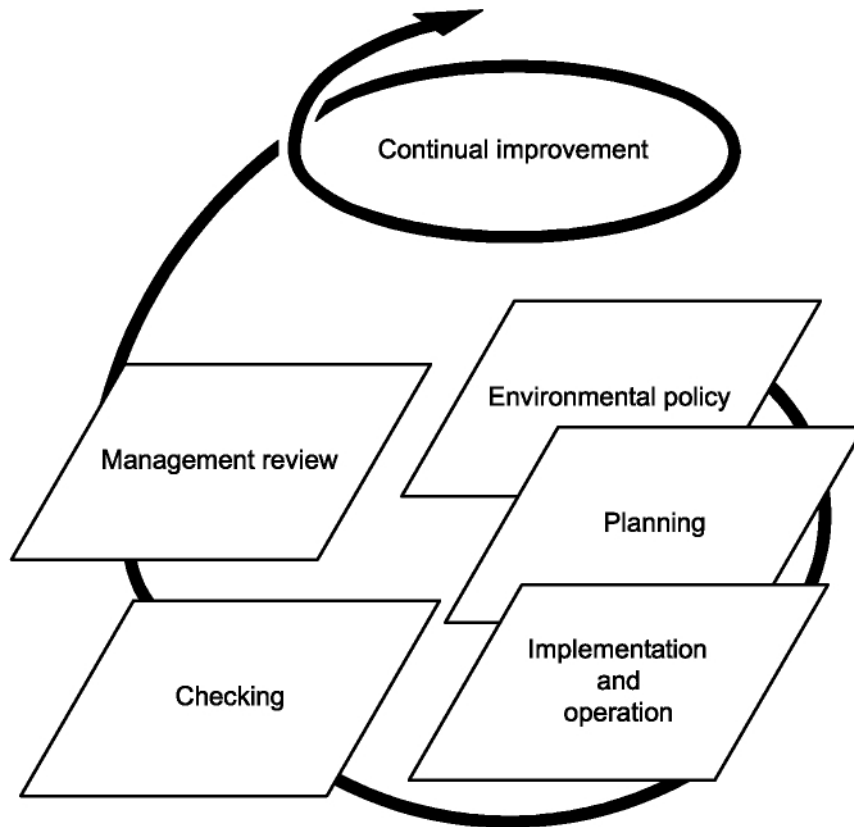 Continual improvement
Environmental policy
Management review
Planning
Implementation
and
operation
Checking